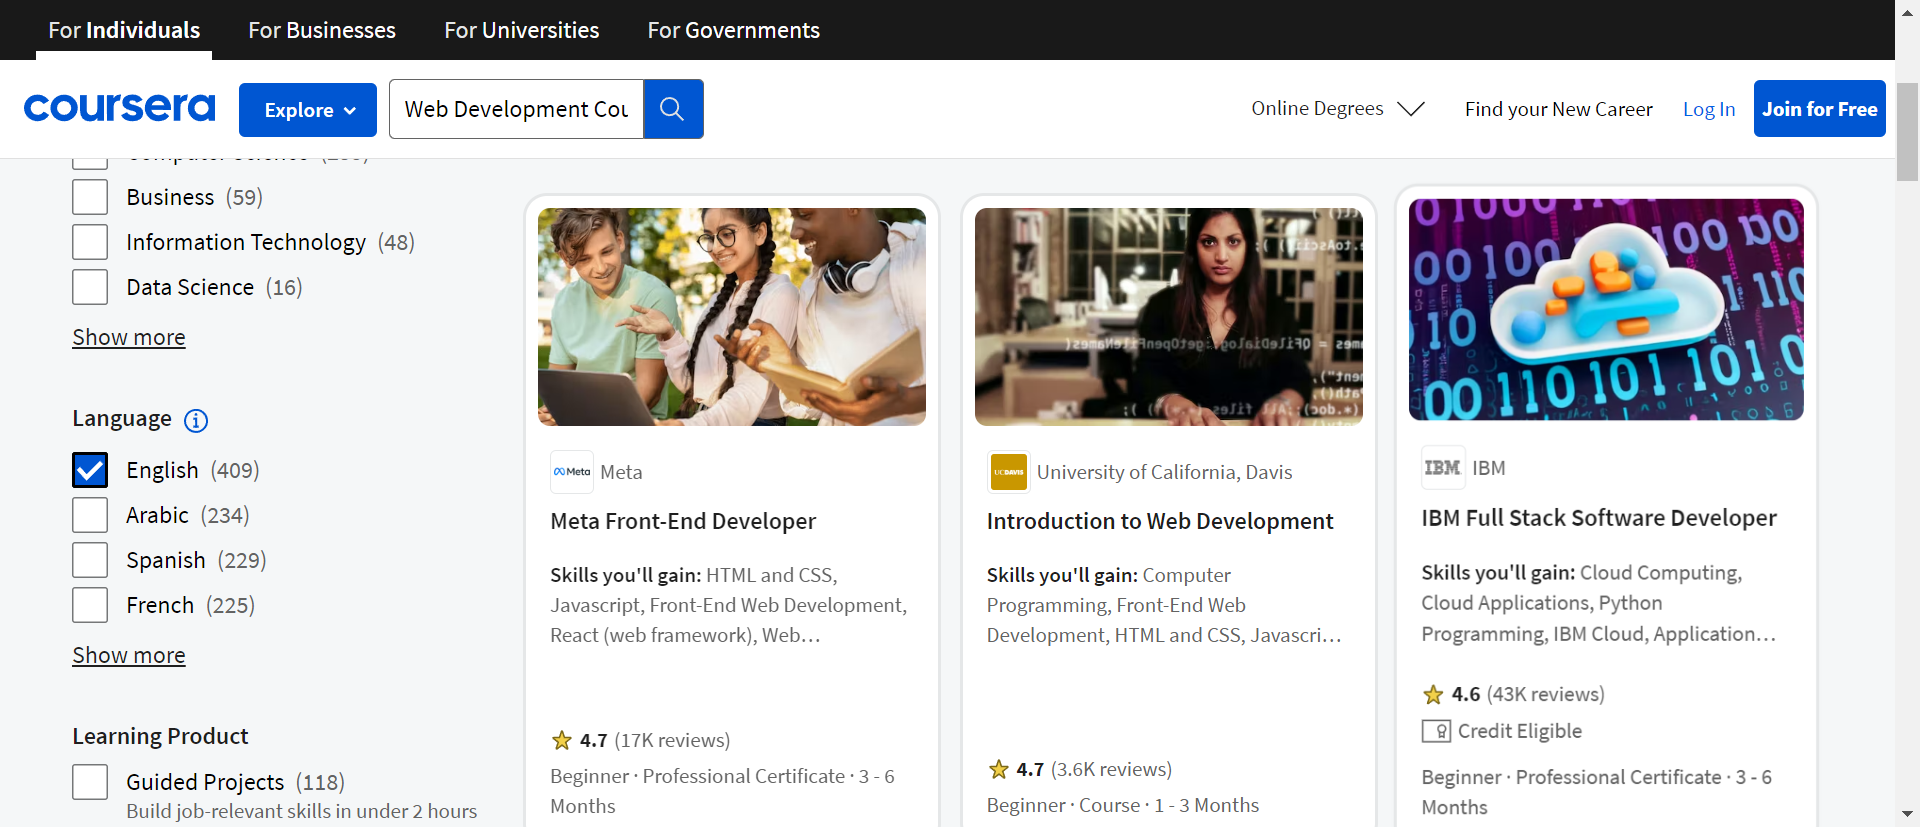 For Individuals
For Businesses
For Universities
For Governments
coursera
Explore
Web Development Cou
Online Degrees
Find your New Career
Log In
Join for Free
Business (59)
Information Technology (48)
Data Science (16)
Show more
Language
English (409)
Arabic (234)
Spanish (229)
French (225)
Show more
Learning Product
Guided Projects (118)
Build job-relevant skills in under 2 hours
Meta
Meta
Meta Front-End Developer
Skills you'll gain: HTML and CSS,
Javascript, Front-End Web Development,
React (web framework), Web…
4.7 (17K reviews)
Beginner · Professional Certificate · 3 - 6
Months
UCDAVIS
University of California, Davis
Introduction to Web Development
Skills you'll gain: Computer
Programming, Front-End Web
Development, HTML and CSS, Javascri…
4.7 (3.6K reviews)
Beginner · Course · 1 - 3 Months
IBM
IBM
IBM Full Stack Software Developer
Skills you'll gain: Cloud Computing,
Cloud Applications, Python
Programming, IBM Cloud, Application…
4.6 (43K reviews)
Credit Eligible
Beginner · Professional Certificate · 3 - 6
Months